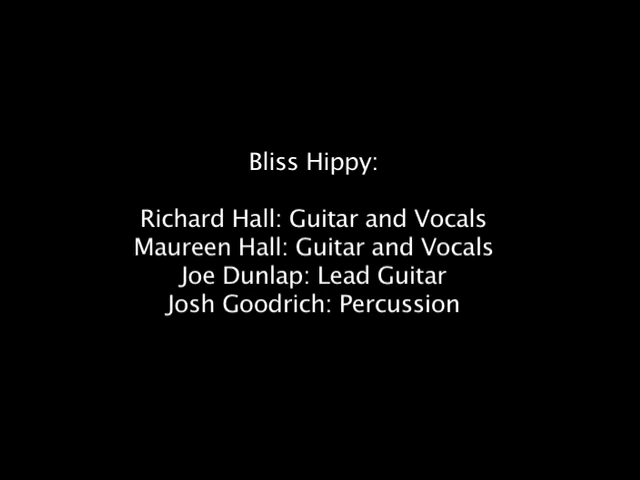 Bliss Hippy:
Richard Hall: Guitar and Vocals
Maureen Hall: Guitar and Vocals
Joe Dunlap: Lead Guitar
Josh Goodrich: Percussion